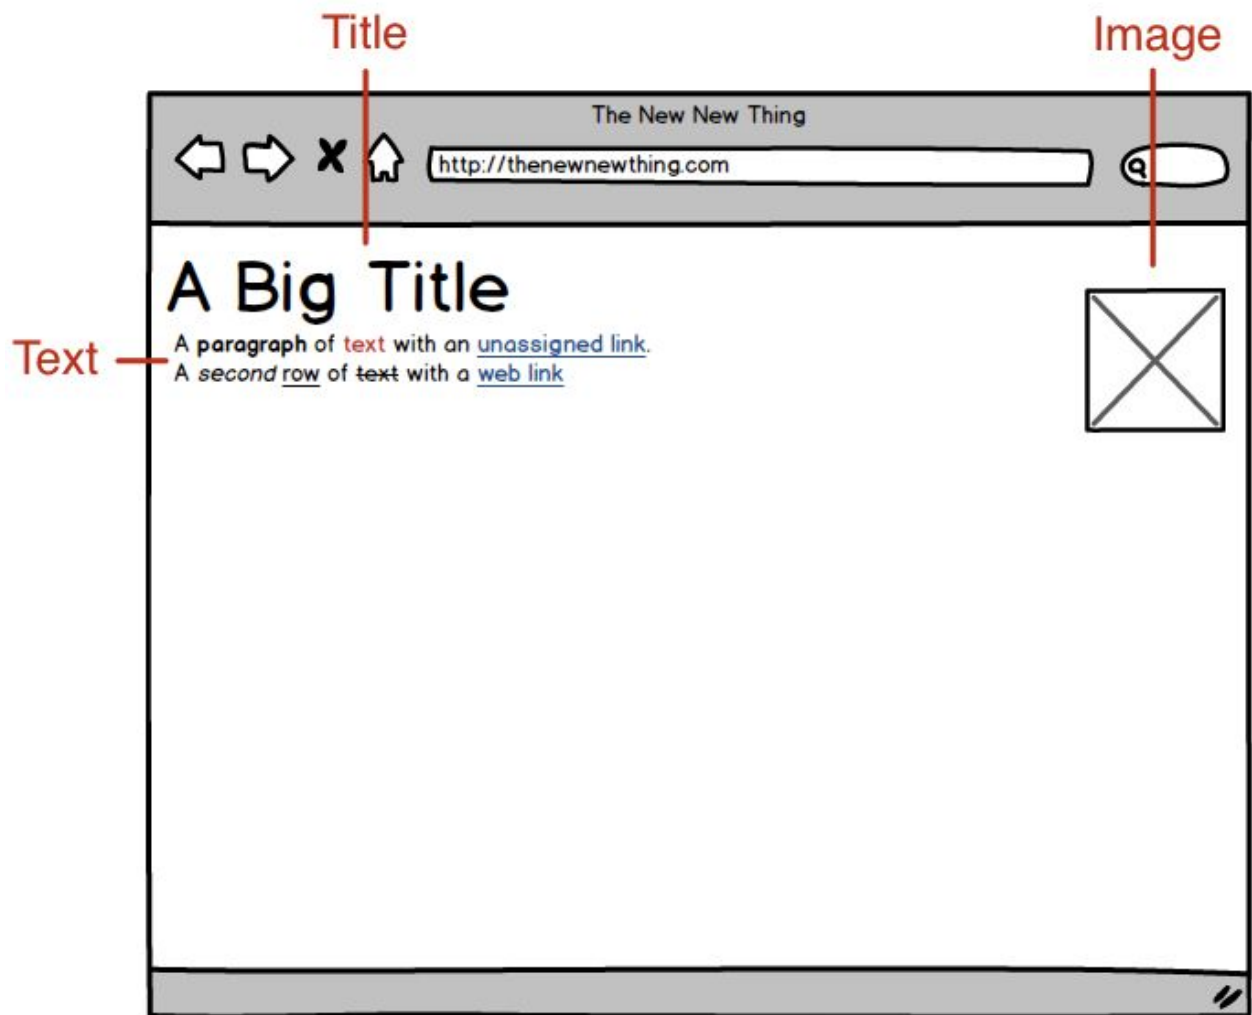 Title
Image
The New New Thing
http://thenewnewthing.com
A Big Title
Text
A paragraph of text with an unassigned link.
A second row of text with a web link